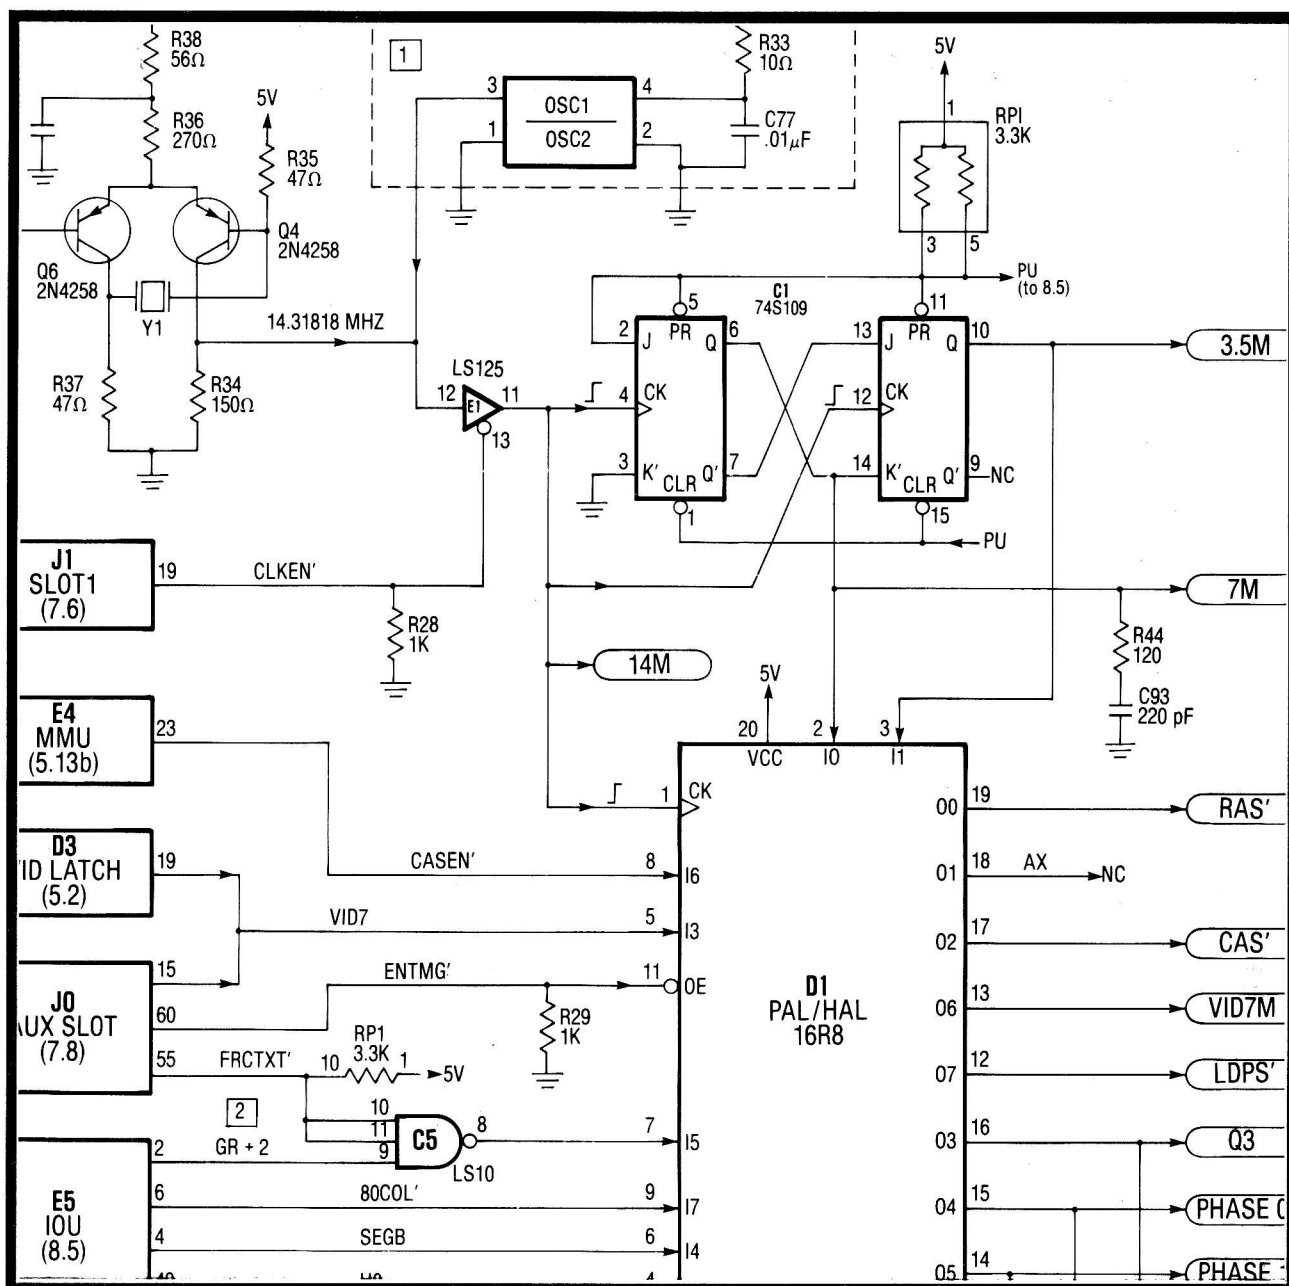 R38
56Ω
R36
270Ω
5V
R35
47Ω
Q4
2N4258
Q6
2N4258
Y1
14.31818 MHZ
R37
47Ω
R34
150Ω
1
3
1
OSC1
OSC2
4
2
R33
10Ω
C77
.01μF
5V
1
RPI
3.3K
3
5
PU
(to 8.5)
C1
74S109
5
PR
2
J
Q
6
4
CK
3
K'
Q'
7
CLR
1
11
PR
13
J
Q
10
12
CK
14
K'
Q'
9
NC
CLR
15
PU
3.5M
LS125
12
E1
11
13
J1
SLOT1
(7.6)
19
CLKEN'
R28
1K
14M
7M
R44
120
C93
220 pF
E4
MMU
(5.13b)
23
CASEN'
D3
ID LATCH
(5.2)
19
VID7
J0
UX SLOT
(7.8)
15
60
55
ENTMG'
R29
1K
FRCTXT'
RP1
3.3K
10
1
5V
2
GR + 2
10
11
9
C5
8
LS10
E5
IOU
(8.5)
2
6
80COL'
4
SEGB
5V
20
VCC
2
I0
3
I1
1
CK
8
I6
5
I3
11
OE
7
I5
9
I7
6
I4
4
D1
PAL/HAL
16R8
O0
19
RAS'
O1
18
AX
NC
O2
17
CAS'
O6
13
VID7M
O7
12
LDPS'
O3
16
Q3
O4
15
PHASE
O5
14
PHASE